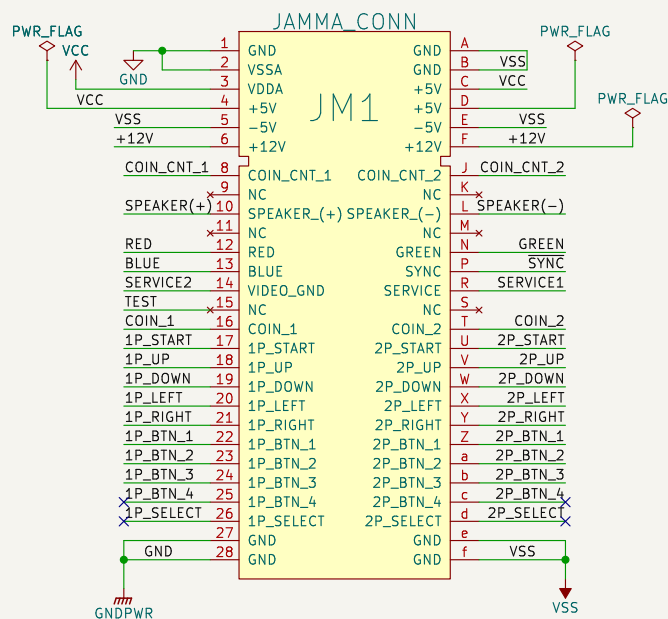 JAMMA_CONN
PWR_FLAG PWR_FLAG
VCC 1 GND GND A
GND 2 VSSA GND B VSS
3 VDDA +5V C VCC
PWR_FLAG
VCC 4 +5V JM1 +5V D
VSS 5 -5V -5V E VSS
+12V 6 +12V +12V F +12V
COIN_CNT_1 8 COIN_CNT_1 COIN_CNT_2 J COIN_CNT_2
9 NC NC K
SPEAKER(+) 10 SPEAKER_(+) SPEAKER_(-) L SPEAKER(-)
11 NC NC M
RED 12 RED GREEN N GREEN
BLUE 13 BLUE SYNC P SYNC
SERVICE2 14 VIDEO_GND SERVICE R SERVICE1
TEST 15 NC NC S
COIN_1 16 COIN_1 COIN_2 T COIN_2
1P_START 17 1P_START 2P_START U 2P_START
1P_UP 18 1P_UP 2P_UP V 2P_UP
1P_DOWN 19 1P_DOWN 2P_DOWN W 2P_DOWN
1P_LEFT 20 1P_LEFT 2P_LEFT X 2P_LEFT
1P_RIGHT 21 1P_RIGHT 2P_RIGHT Y 2P_RIGHT
1P_BTN_1 22 1P_BTN_1 2P_BTN_1 Z 2P_BTN_1
1P_BTN_2 23 1P_BTN_2 2P_BTN_2 a 2P_BTN_2
1P_BTN_3 24 1P_BTN_3 2P_BTN_3 b 2P_BTN_3
1P_BTN_4 25 1P_BTN_4 2P_BTN_4 c 2P_BTN_4
1P_SELECT 26 1P_SELECT 2P_SELECT d 2P_SELECT
27 GND GND e
GND 28 GND GND f VSS
GNDPWR VSS